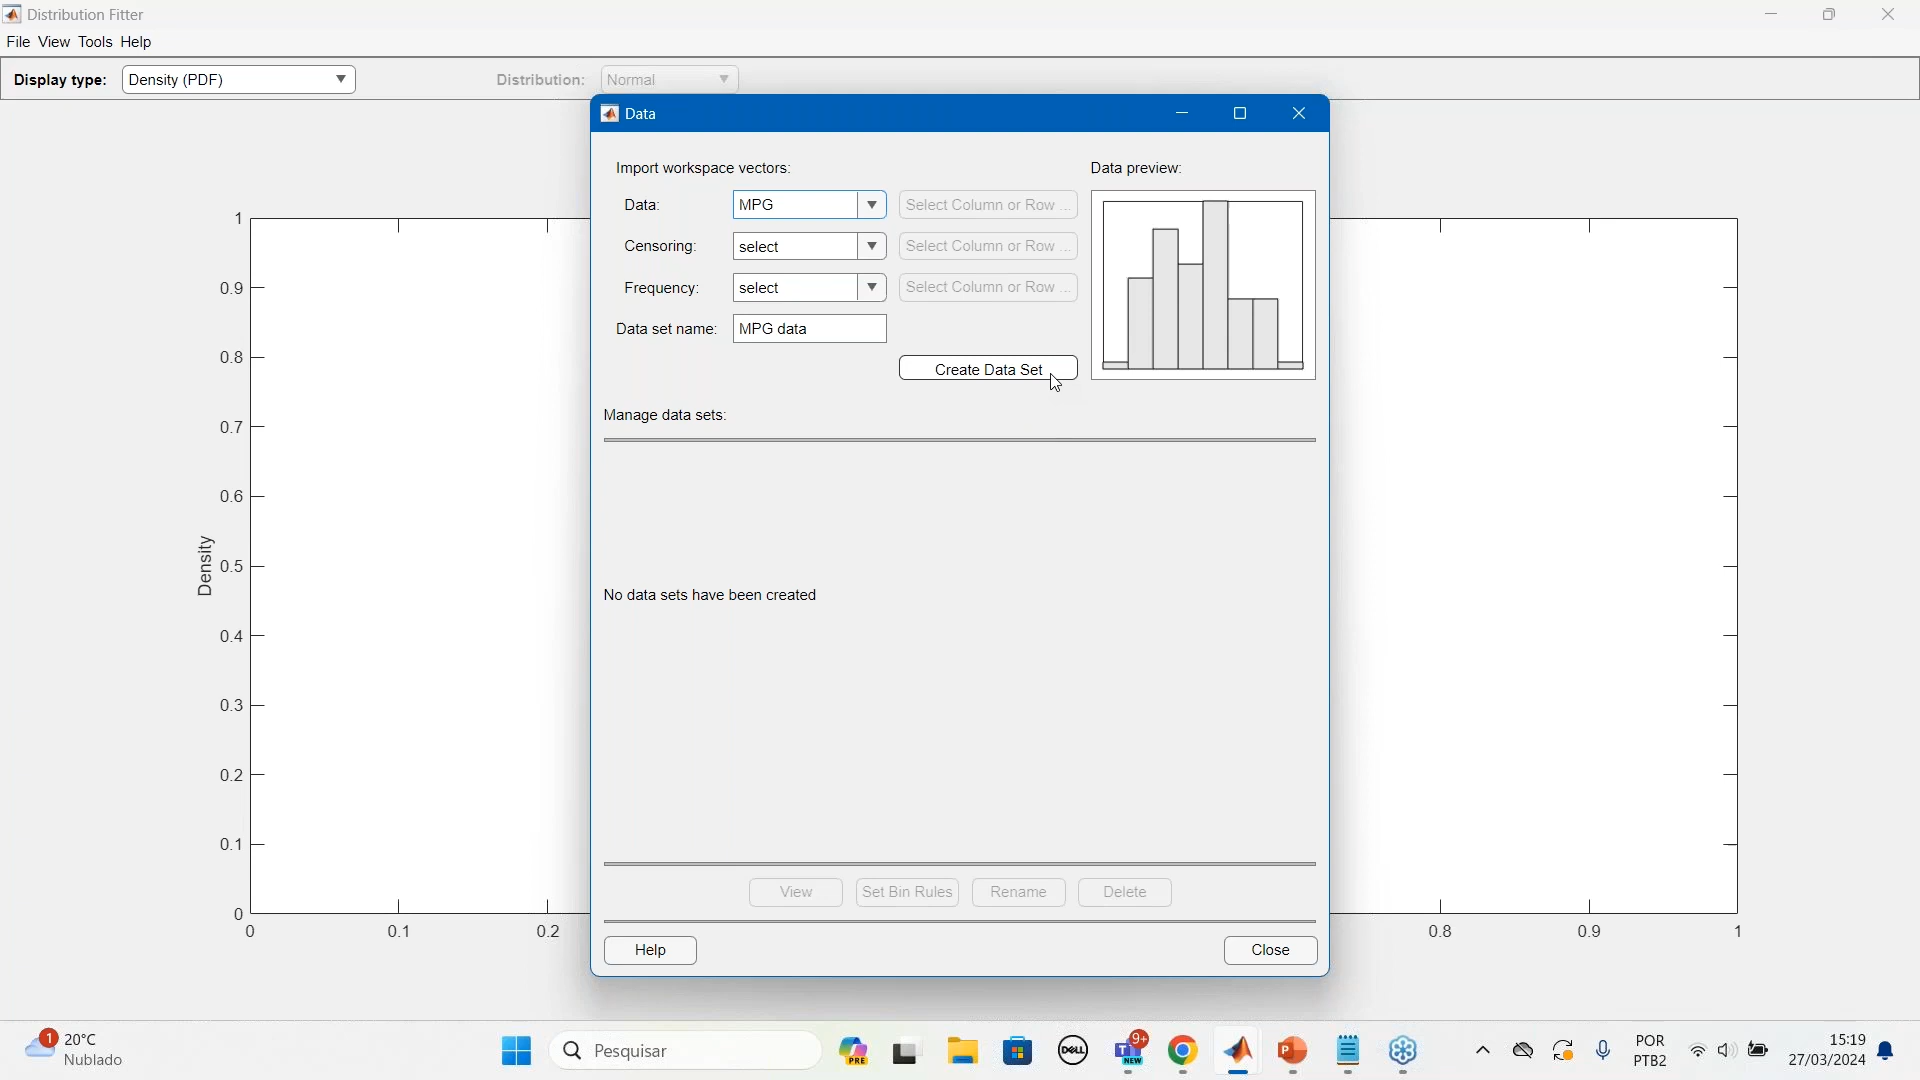 Distribution Fitter
File View Tools Help
Display type: Density (PDF) Distribution: Normal
Data
Import workspace vectors: Data preview:
Data: MPG Select Column or Row ...
Censoring: select Select Column or Row ...
Frequency: select Select Column or Row ...
Data set name: MPG data
Create Data Set
Manage data sets:
No data sets have been created
View Set Bin Rules Rename Delete
Help Close
1
0.9
0.8
0.7
0.6
0.5
0.4
0.3
0.2
0.1
0
Density
0 0.1 0.2 0.8 0.9 1
1 20°C
Nublado
Pesquisar
PRE
DELL
9+
NEW
POR
PTB2
15:19
27/03/2024